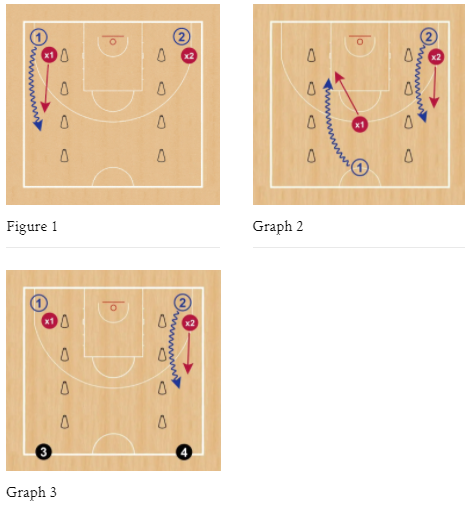 1 2
x1 x2
Figure 1
2
x2
x1
1
Graph 2
1 2
x1 x2
3 4
Graph 3